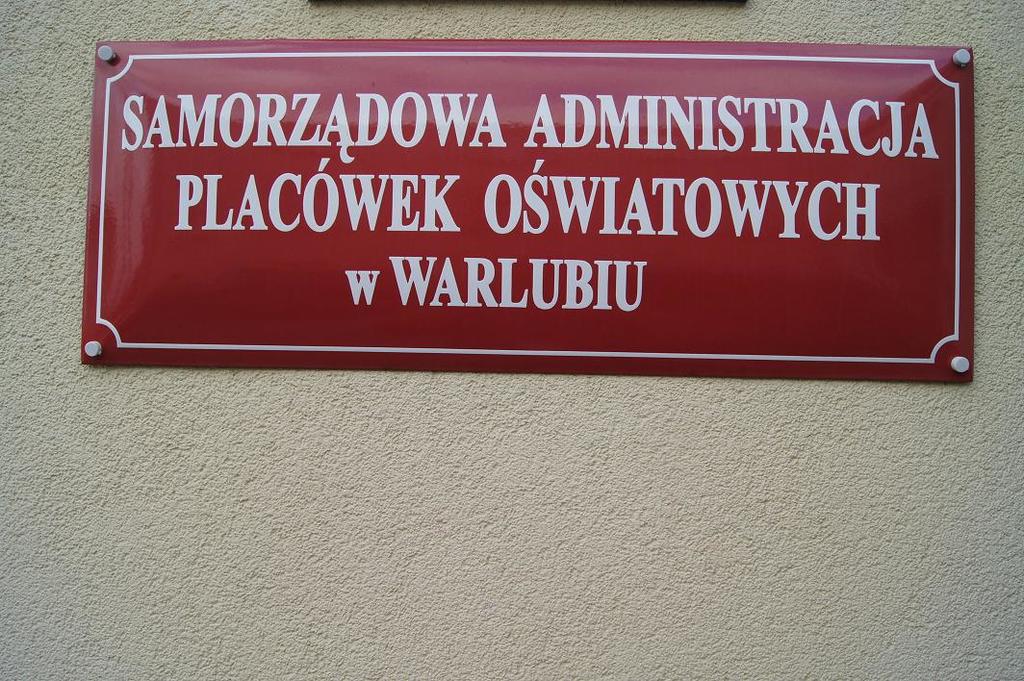 SAMORZĄDOWA ADMINISTRACJA
PLACÓWEK OŚWIATOWYCH
w WARLUBIU